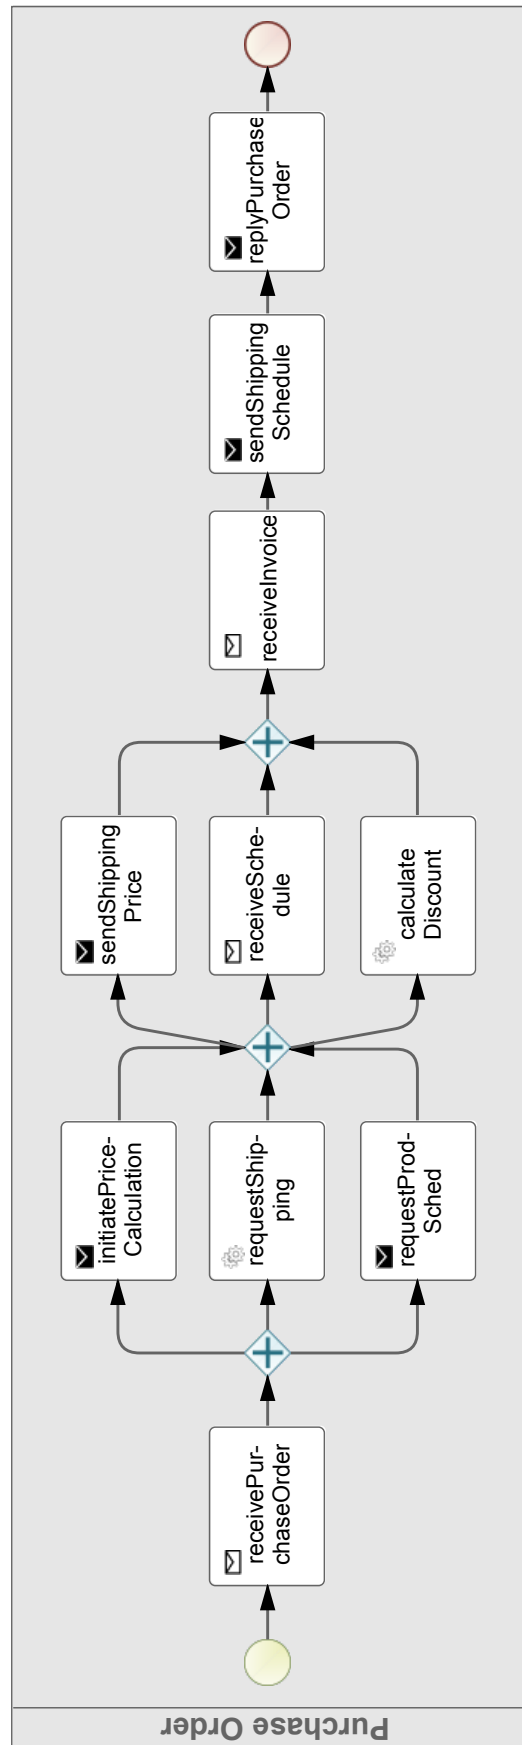 Purchase Order
receivePur-
chaseOrder
initiatePrice-
Calculation
requestShip-
ping
requestProd-
Sched
sendShipping
Price
receiveSche-
dule
calculate
Discount
receiveInvoice
sendShipping
Schedule
replyPurchase
Order